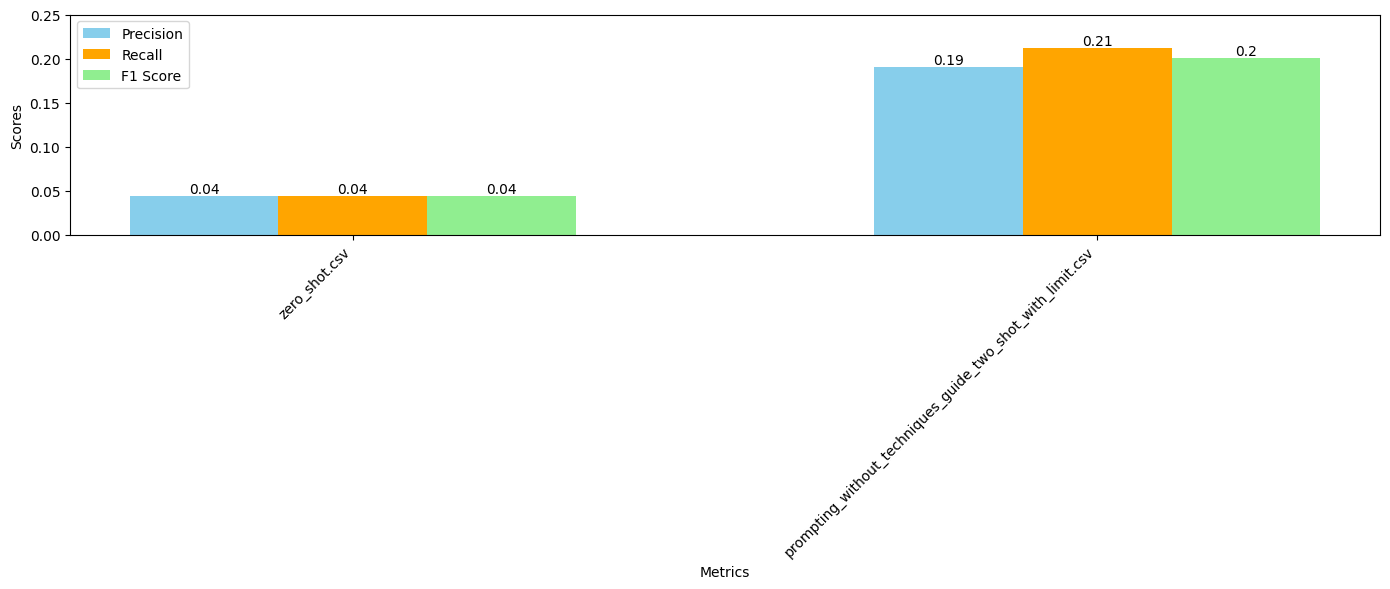 0.25
0.20
0.15
0.10
0.05
0.00
Scores
Precision
Recall
F1 Score
0.04 0.04 0.04
0.19 0.21 0.2
zero_shot.csv
prompting_without_techniques_guide_two_shot_with_limit.csv
Metrics